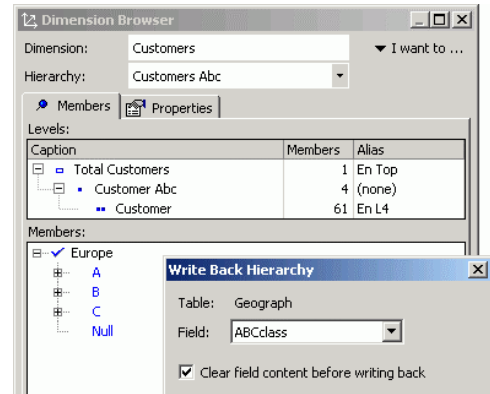 Dimension Browser
Dimension: Customers I want to ...
Hierarchy: Customers Abc
Members Properties
Levels:
Caption Members Alias
Total Customers 1 En Top
Customer Abc 4 (none)
Customer 61 En L4
Members:
Europe
A
B
C
Null
Write Back Hierarchy
Table: Geograph
Field: ABCclass
Clear field content before writing back